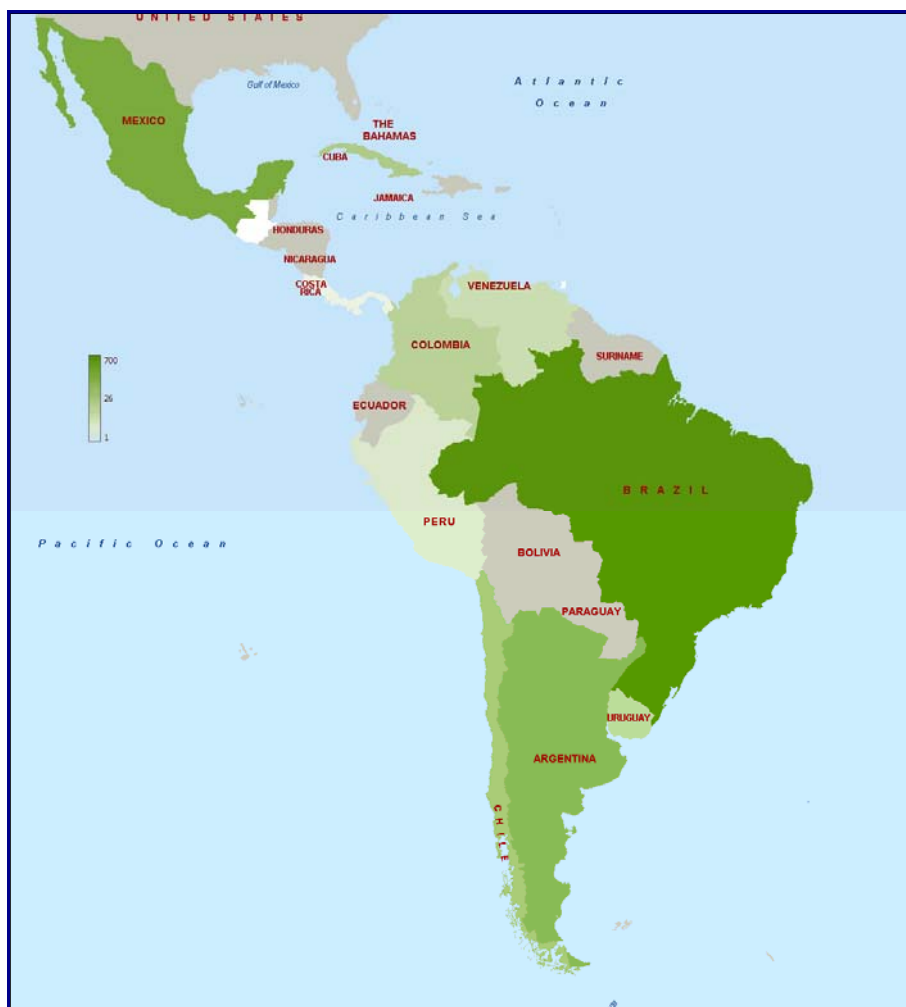 UNITED STATES
Gulf of Mexico
Atlantic
Ocean
MEXICO
THE
BAHAMAS
CUBA
JAMAICA
Caribbean Sea
HONDURAS
NICARAGUA
COSTA
RICA
VENEZUELA
COLOMBIA
SURINAME
700
26
1
ECUADOR
BRAZIL
PERU
Pacific Ocean
BOLIVIA
PARAGUAY
URUGUAY
ARGENTINA
CHILE